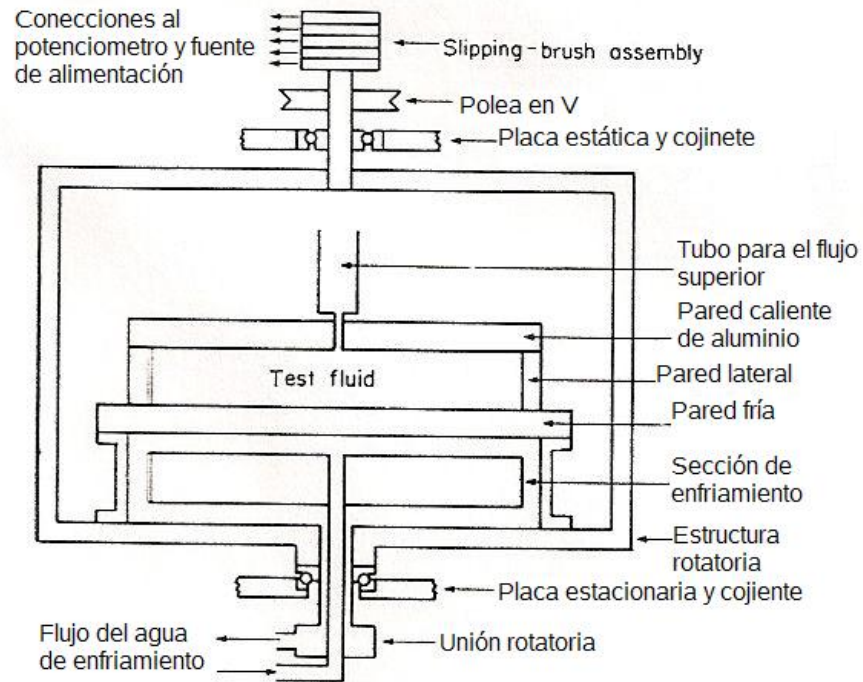 Conecciones al
potenciometro y fuente
de alimentación
Slipping-brush assembly
Polea en V
Placa estática y cojinete
Tubo para el flujo
superior
Pared caliente
de aluminio
Test fluid
Pared lateral
Pared fría
Sección de
enfriamiento
Estructura
rotatoria
Placa estacionaria y cojiente
Flujo del agua
de enfriamiento
Unión rotatoria